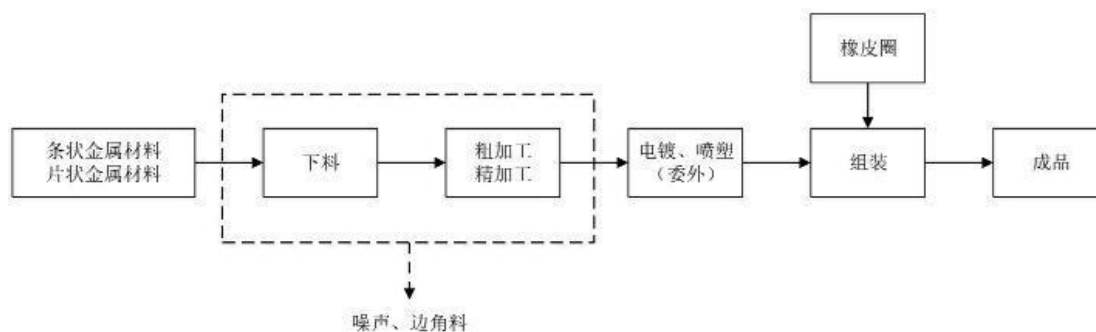 橡皮圈
条状金属材料
片状金属材料
下料
粗加工
精加工
电镀、喷塑
（委外）
组装
成品
噪声、边角料